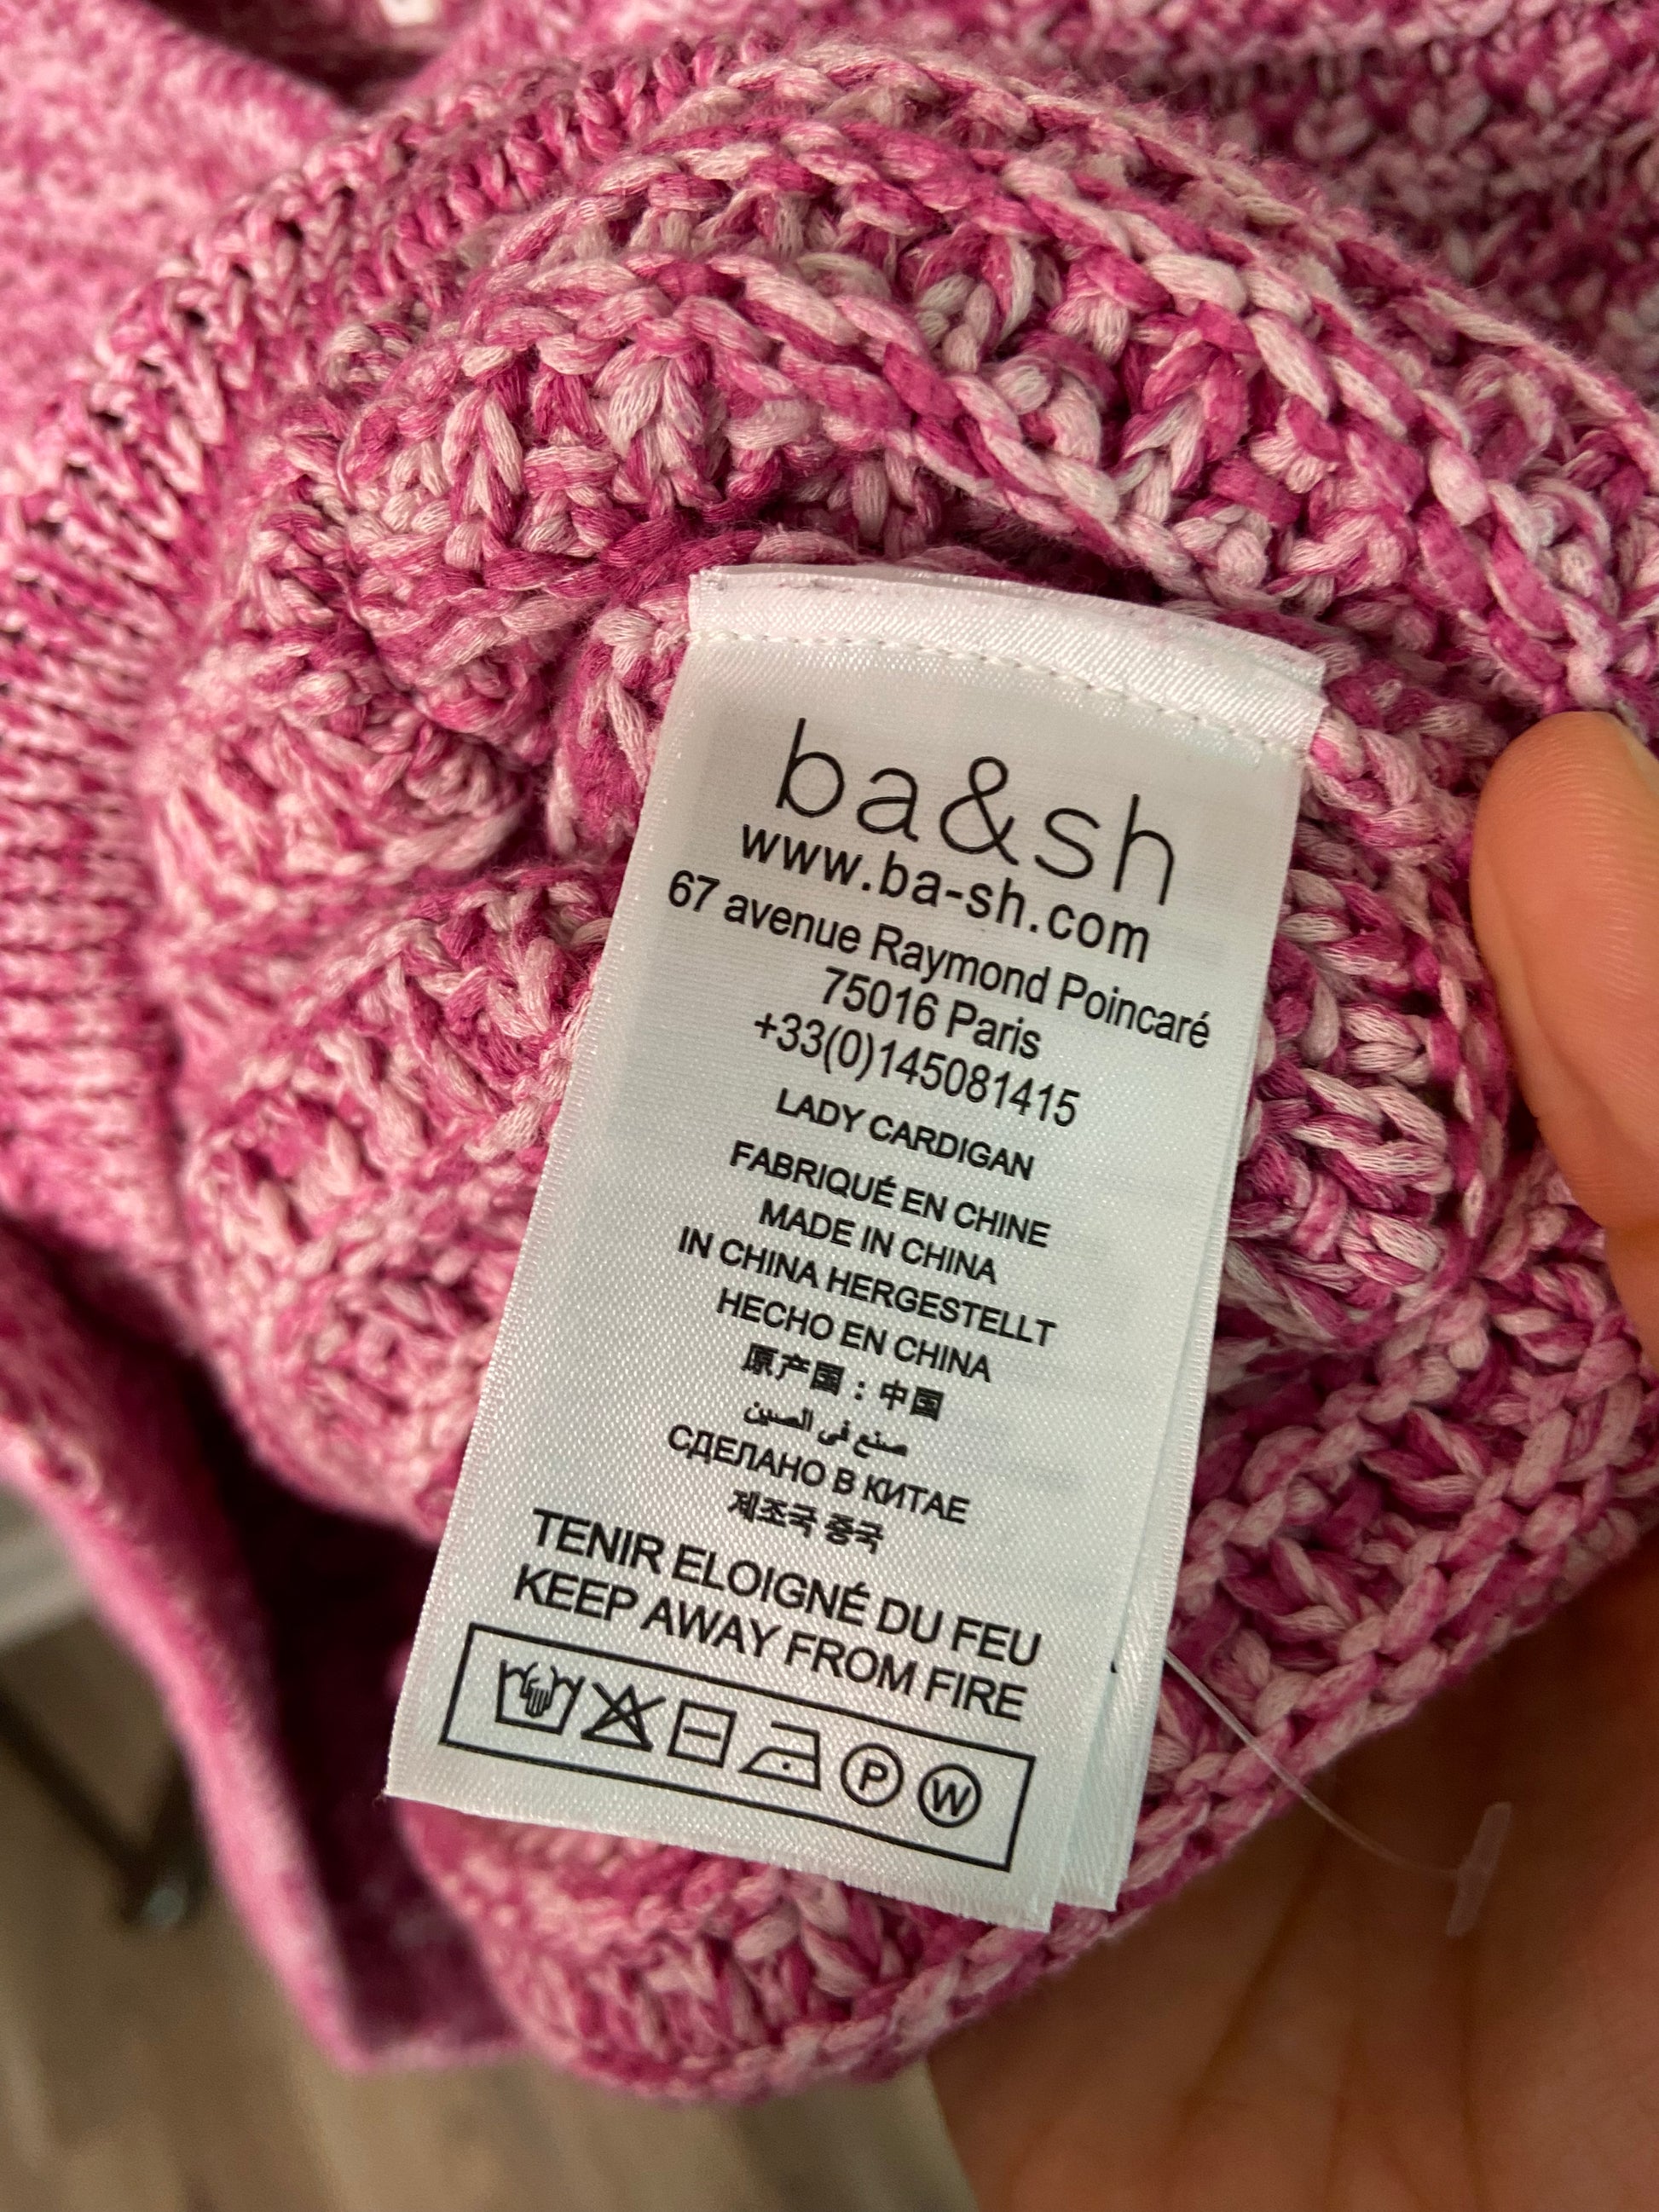 ba&sh
www.ba-sh.com
67 avenue Raymond Poincaré
75016 Paris
+33(0)145081415
LADY CARDIGAN
FABRIQUÉ EN CHINE
MADE IN CHINA
IN CHINA HERGESTELLT
HECHO EN CHINA
原产国：中国
صنع في الصين
СДЕЛАНО В КИТАЕ
제조국 중국
TENIR ELOIGNÉ DU FEU
KEEP AWAY FROM FIRE
P W